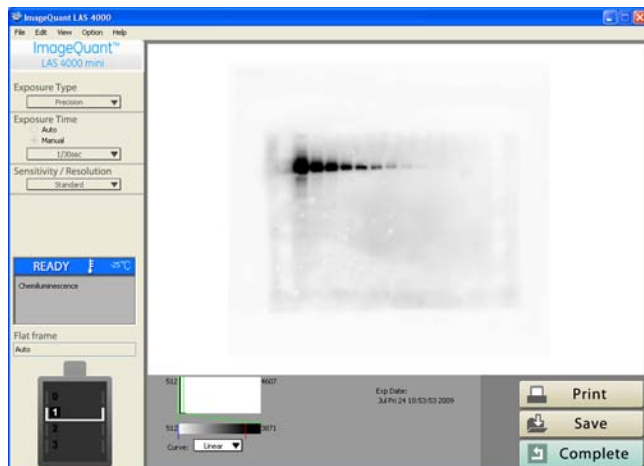 ImageQuant LAS 4000
File Edit View Option Help
ImageQuant™
LAS 4000 mini
Exposure Type
Precision
Exposure Time
Auto
Manual
1/30sec
Sensitivity / Resolution
Standard
READY -25℃
Chemiluminescence
Flat frame
Auto
0
1
2
3
512 4607
512 3871
Curve: Linear
Exp Date:
Jul Fri 24 10:53:53 2009
Print
Save
Complete